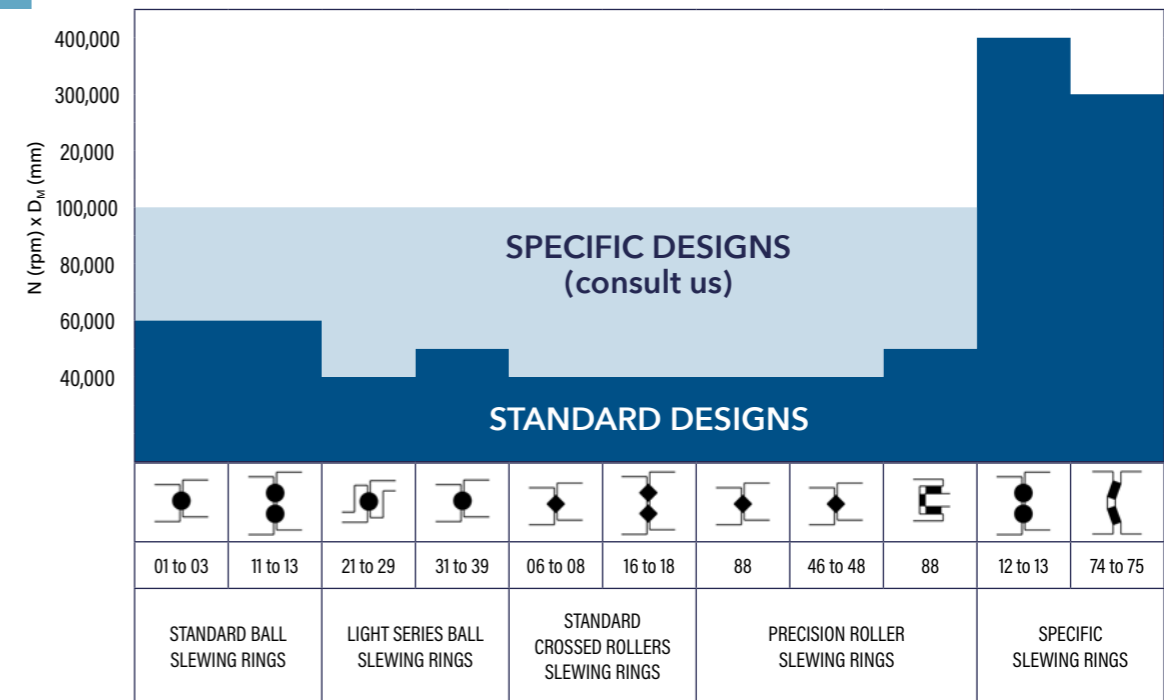 400,000
300,000
20,000
100,000
80,000
60,000
40,000
N (rpm) x DM (mm)
SPECIFIC DESIGNS
(consult us)
STANDARD DESIGNS
01 to 03
11 to 13
21 to 29
31 to 39
06 to 08
16 to 18
88
46 to 48
88
12 to 13
74 to 75
STANDARD BALL
SLEWING RINGS
LIGHT SERIES BALL
SLEWING RINGS
STANDARD
CROSSED ROLLERS
SLEWING RINGS
PRECISION ROLLER
SLEWING RINGS
SPECIFIC
SLEWING RINGS